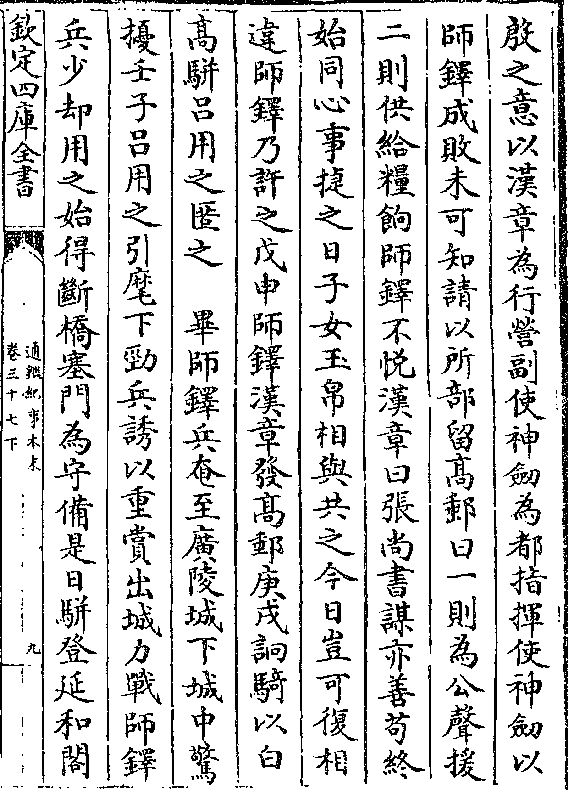 殷之意以漢章為行營副使神劒為都指揮使神劒以
師鐸成敗未可知請以所部留髙郵曰一則為公聲援
二則供給糧餉師鐸不悦漢章曰張尚書謀亦善苟終
始同心事㨗之日子女玉帛相與共之今日豈可復相
違師鐸乃許之戊申師鐸漢章發髙郵庚戌詗騎以白
髙駢吕用之匿之　畢師鐸兵奄至廣陵城下城中驚
擾壬子吕用之引麾下勁兵誘以重賞出城力戰師鐸
兵少却用之始得斷橋塞門為守備是日駢登延和閣
欽定四庫全書
通鑑紀事本末
卷三十七下
九